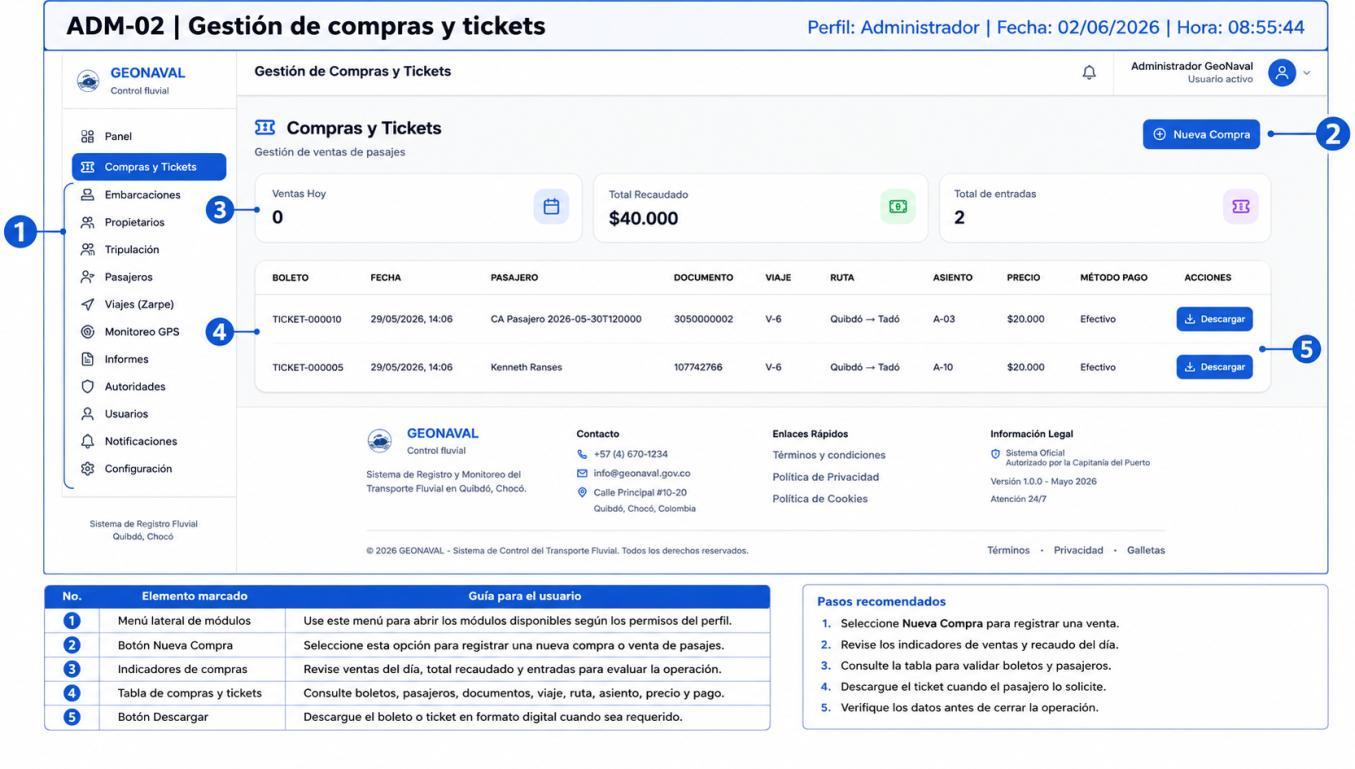 ADM-02 | Gestión de compras y tickets
Perfil: Administrador | Fecha: 02/06/2026 | Hora: 08:55:44
GEONAVAL
Control fluvial
Gestión de Compras y Tickets
Administrador GeoNaval
Usuario activo
Panel
Compras y Tickets
Embarcaciones
Propietarios
Tripulación
Pasajeros
Viajes (Zarpe)
Monitoreo GPS
Informes
Autoridades
Usuarios
Notificaciones
Configuración
Sistema de Registro Fluvial
Quibdó, Chocó
1
Compras y Tickets
Gestión de ventas de pasajes
Nueva Compra
2
3
Ventas Hoy
0
Total Recaudado
$40.000
Total de entradas
2
4
BOLETO FECHA PASAJERO DOCUMENTO VIAJE RUTA ASIENTO PRECIO MÉTODO PAGO ACCIONES
TICKET-000010 29/05/2026, 14:06 CA Pasajero 2026-05-30T120000 3050000002 V-6 Quibdó → Tadó A-03 $20.000 Efectivo Descargar
TICKET-000005 29/05/2026, 14:06 Kenneth Ranses 107742766 V-6 Quibdó → Tadó A-10 $20.000 Efectivo Descargar
5
GEONAVAL
Control fluvial
Sistema de Registro y Monitoreo del
Transporte Fluvial en Quibdó, Chocó.
Contacto
+57 (4) 670-1234
info@geonaval.gov.co
Calle Principal #10-20
Quibdó, Chocó, Colombia
Enlaces Rápidos
Términos y condiciones
Política de Privacidad
Política de Cookies
Información Legal
Sistema Oficial
Autorizado por la Capitanía del Puerto
Versión 1.0.0 - Mayo 2026
Atención 24/7
© 2026 GEONAVAL - Sistema de Control del Transporte Fluvial. Todos los derechos reservados.
Términos · Privacidad · Galletas
No. Elemento marcado Guía para el usuario
1 Menú lateral de módulos Use este menú para abrir los módulos disponibles según los permisos del perfil.
2 Botón Nueva Compra Seleccione esta opción para registrar una nueva compra o venta de pasajes.
3 Indicadores de compras Revise ventas del día, total recaudado y entradas para evaluar la operación.
4 Tabla de compras y tickets Consulte boletos, pasajeros, documentos, viaje, ruta, asiento, precio y pago.
5 Botón Descargar Descargue el boleto o ticket en formato digital cuando sea requerido.
Pasos recomendados
1. Seleccione Nueva Compra para registrar una venta.
2. Revise los indicadores de ventas y recaudo del día.
3. Consulte la tabla para validar boletos y pasajeros.
4. Descargue el ticket cuando el pasajero lo solicite.
5. Verifique los datos antes de cerrar la operación.